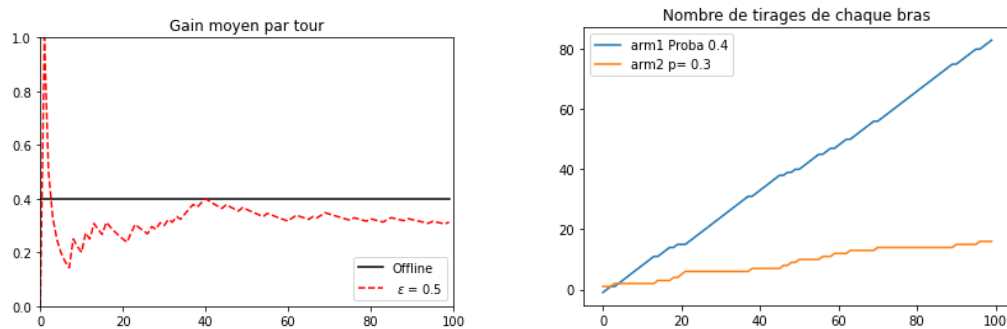 Gain moyen par tour
1.0
0.8
0.6
0.4
0.2
0.0
0 20 40 60 80 100
Offline
ε = 0.5
Nombre de tirages de chaque bras
80
60
40
20
0
0 20 40 60 80 100
arm1 Proba 0.4
arm2 p= 0.3